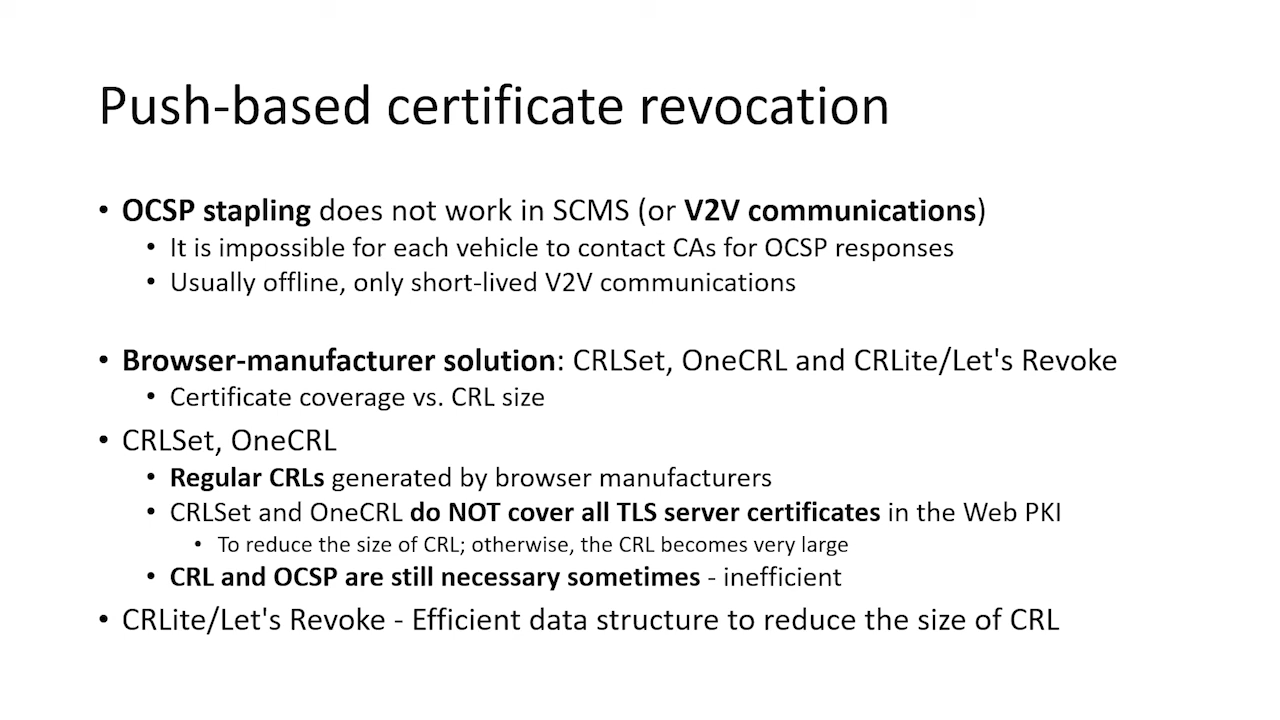 Push-based certificate revocation
• OCSP stapling does not work in SCMS (or V2V communications)
• It is impossible for each vehicle to contact CAs for OCSP responses
• Usually offline, only short-lived V2V communications
• Browser-manufacturer solution: CRLSet, OneCRL and CRLite/Let's Revoke
• Certificate coverage vs. CRL size
• CRLSet, OneCRL
• Regular CRLs generated by browser manufacturers
• CRLSet and OneCRL do NOT cover all TLS server certificates in the Web PKI
• To reduce the size of CRL; otherwise, the CRL becomes very large
• CRL and OCSP are still necessary sometimes - inefficient
• CRLite/Let's Revoke - Efficient data structure to reduce the size of CRL